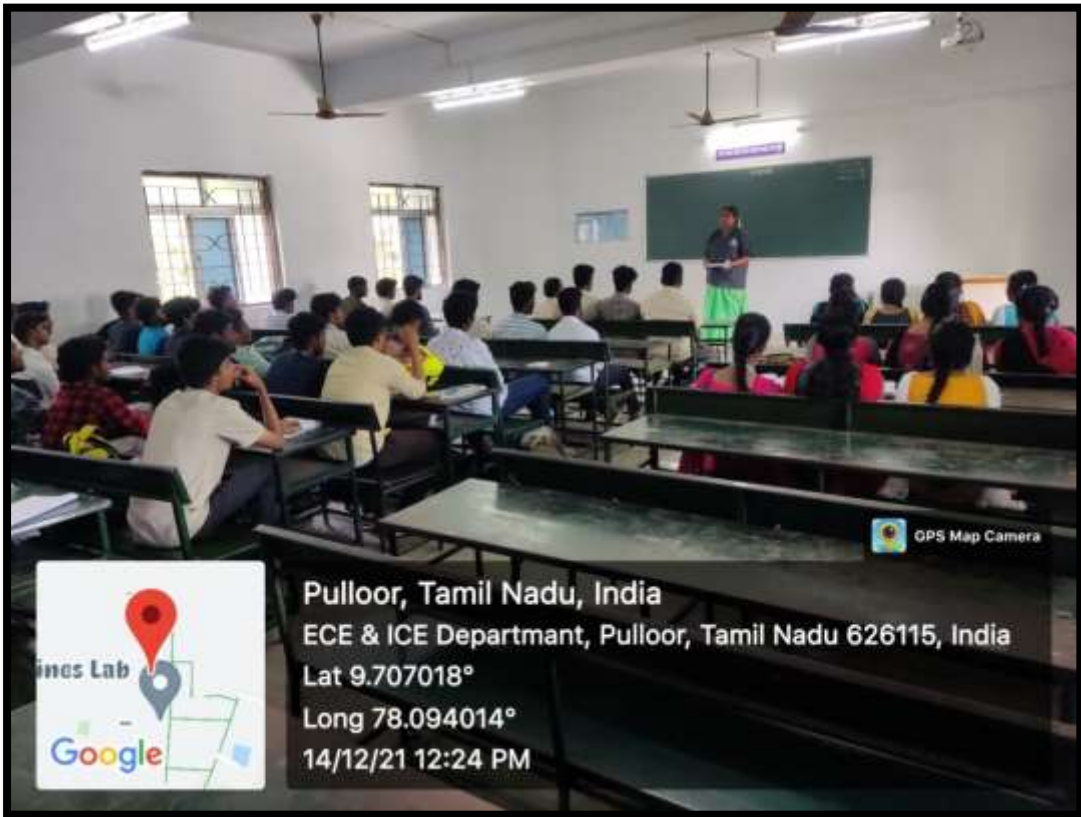 GPS Map Camera
ines Lab
Google
Pulloor, Tamil Nadu, India
ECE & ICE Departmant, Pulloor, Tamil Nadu 626115, India
Lat 9.707018°
Long 78.094014°
14/12/21 12:24 PM